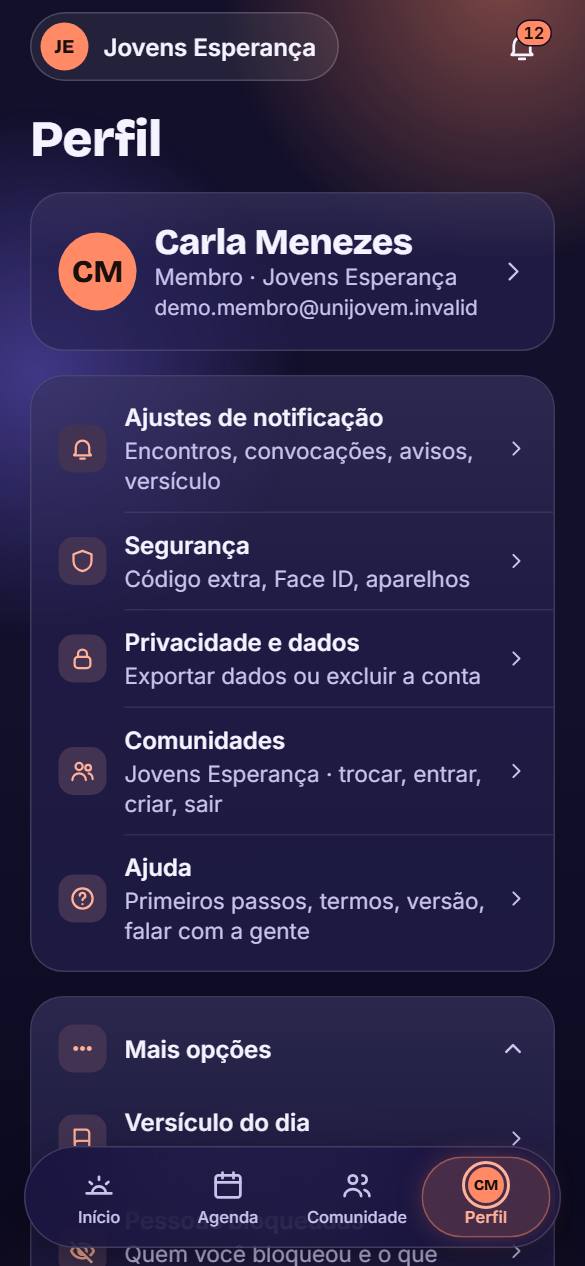 JE Jovens Esperança 12
Perfil
Carla Menezes
CM
Membro · Jovens Esperança
demo.membro@unijovem.invalid
Ajustes de notificação
Encontros, convocações, avisos,
versículo
Segurança
Código extra, Face ID, aparelhos
Privacidade e dados
Exportar dados ou excluir a conta
Comunidades
Jovens Esperança · trocar, entrar,
criar, sair
Ajuda
Primeiros passos, termos, versão,
falar com a gente
Mais opções
Versículo do dia
CM
Início Agenda Comunidade Perfil
Pessoas bloqueadas
Quem você bloqueou e o que